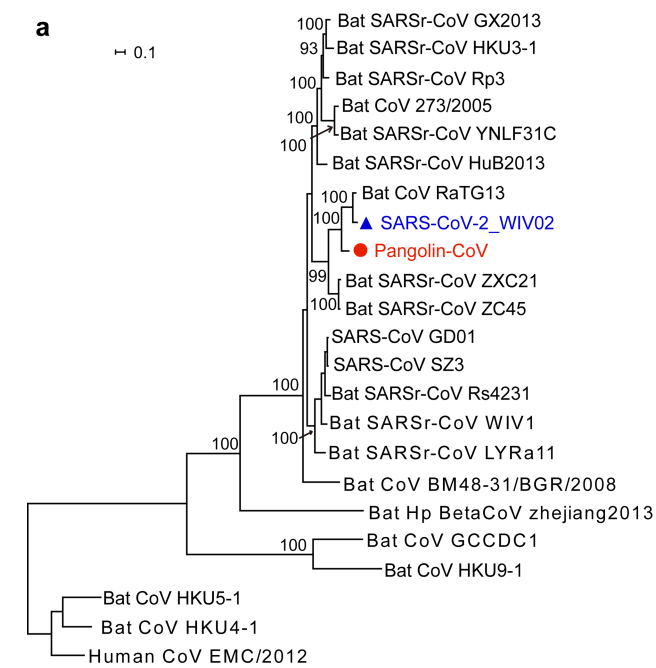 a
0.1
100
Bat SARSr-CoV GX2013
93
Bat SARSr-CoV HKU3-1
100
Bat SARSr-CoV Rp3
Bat CoV 273/2005
100
Bat SARSr-CoV YNLF31C
100
Bat SARSr-CoV HuB2013
100
Bat CoV RaTG13
100
SARS-CoV-2_WIV02
Pangolin-CoV
99
Bat SARSr-CoV ZXC21
100
Bat SARSr-CoV ZC45
SARS-CoV GD01
SARS-CoV SZ3
100
Bat SARSr-CoV Rs4231
Bat SARSr-CoV WIV1
100
100
Bat SARSr-CoV LYRa11
Bat CoV BM48-31/BGR/2008
Bat Hp BetaCoV zhejiang2013
100
Bat CoV GCCDC1
Bat CoV HKU9-1
Bat CoV HKU5-1
Bat CoV HKU4-1
Human CoV EMC/2012